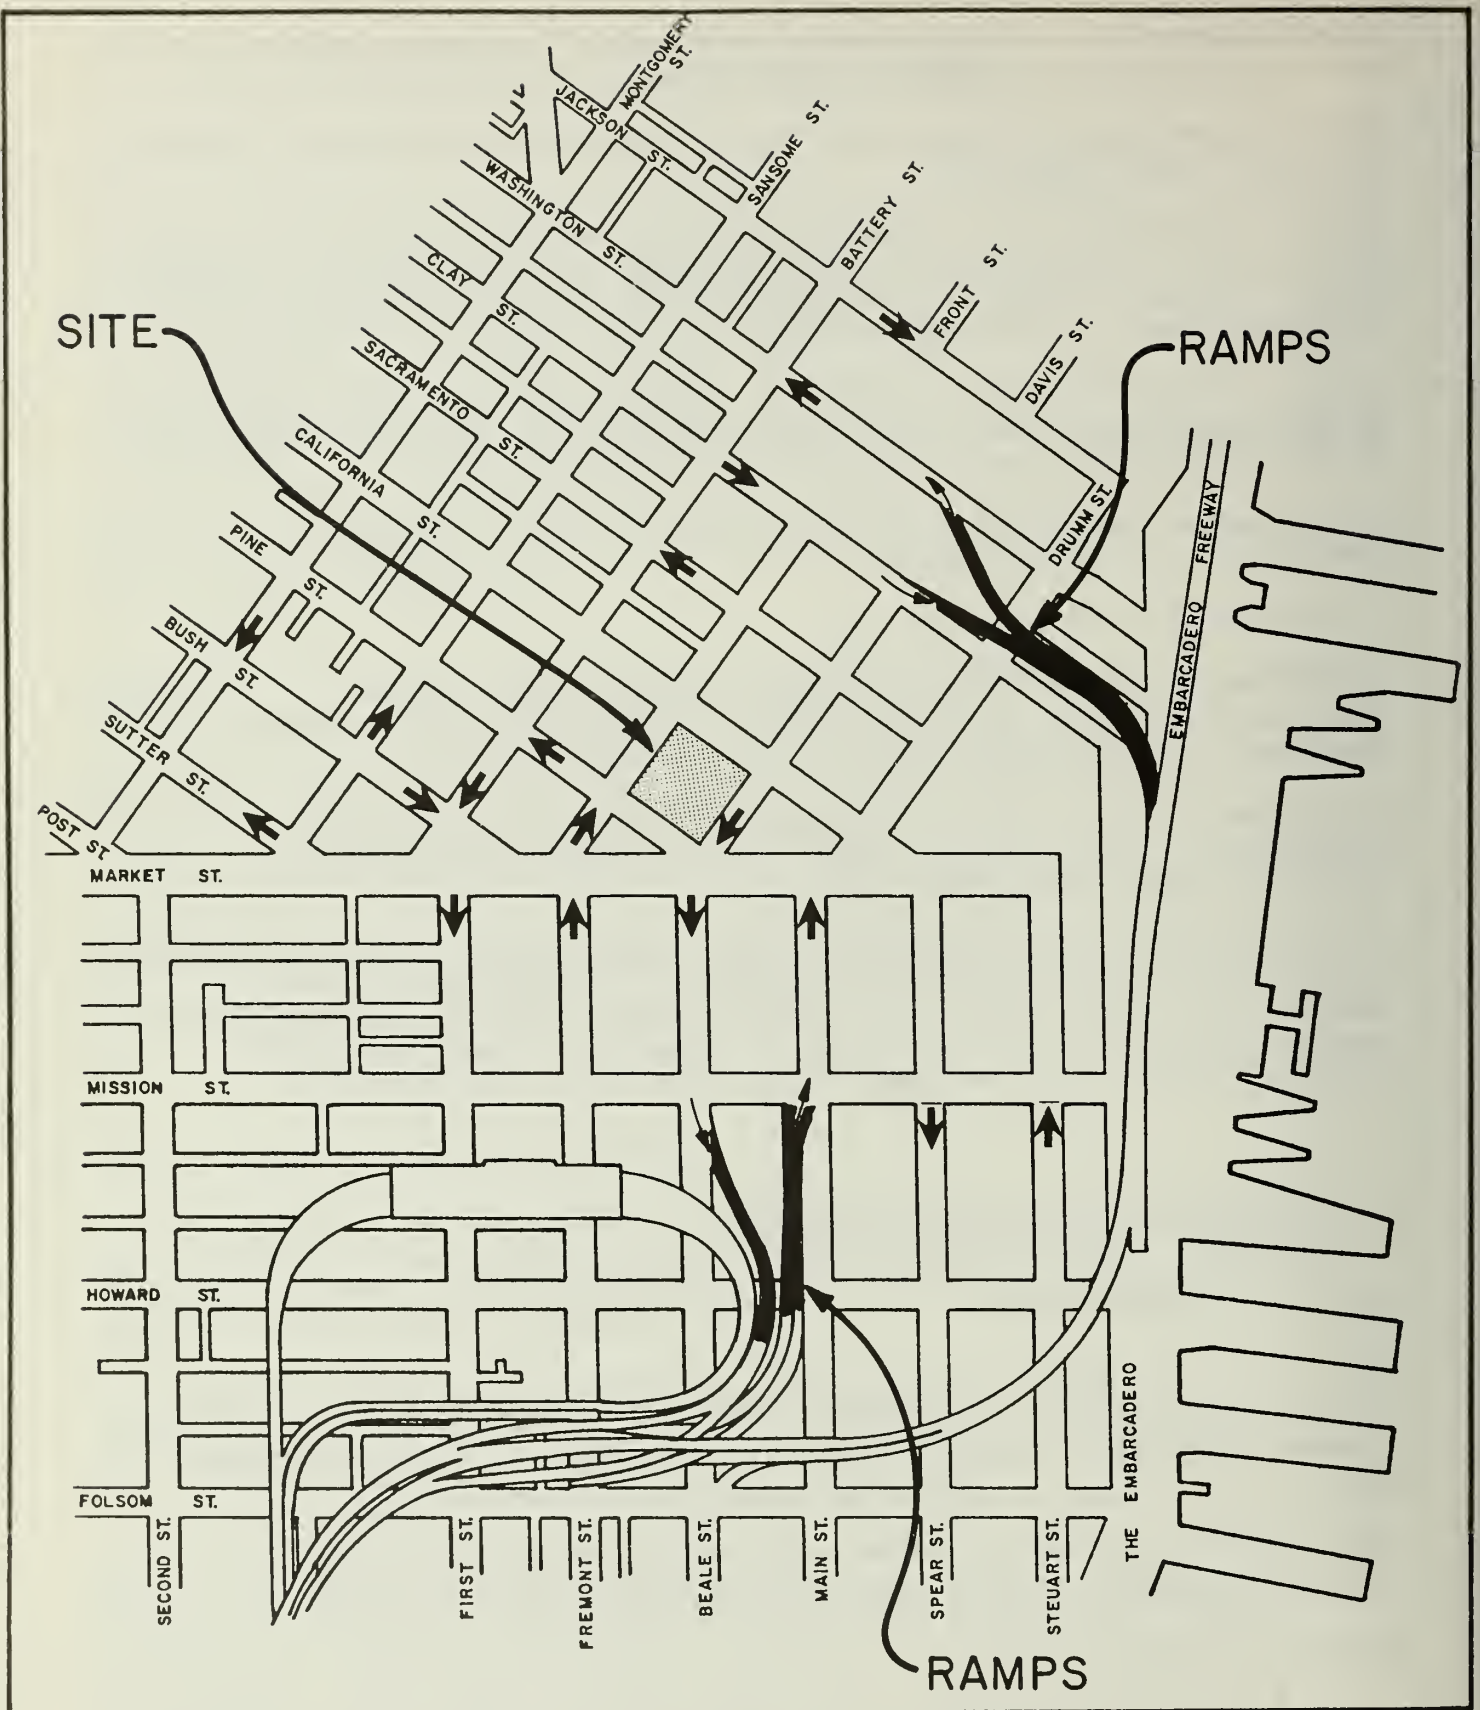 MONTGOMERY
ST.
JACKSON
ST.
SANSOME ST.
WASHINGTON
ST.
BATTERY ST.
CLAY
ST.
FRONT ST.
SITE
DAVIS ST.
RAMPS
SACRAMENTO
ST.
CALIFORNIA
ST.
DRUMM ST.
EMBARCADERO FREEWAY
PINE
ST.
BUSH
ST.
SUTTER ST.
POST ST.
MARKET ST.
MISSION ST.
HOWARD ST.
THE EMBARCADERO
FOLSOM ST.
SECOND ST.
FIRST ST.
FREMONT ST.
BEALE ST.
MAIN ST.
SPEAR ST.
STEUART ST.
RAMPS